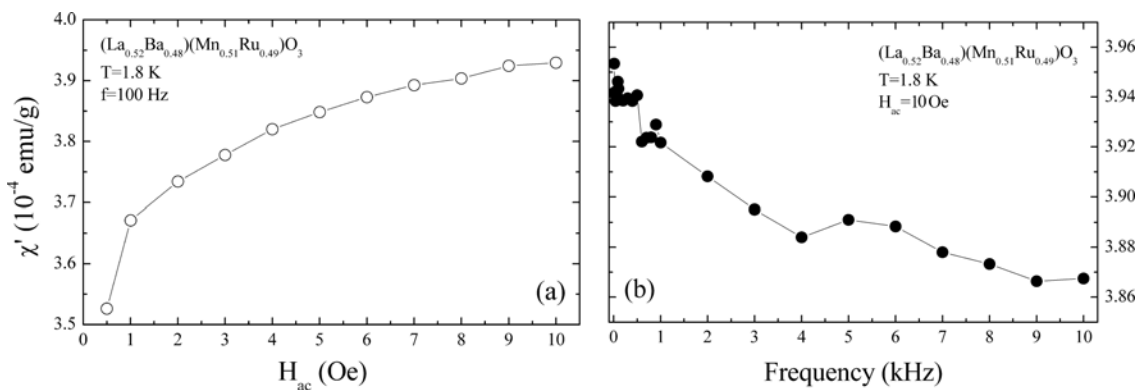 4.0
3.9
3.8
3.7
3.6
3.5
χ' (10⁻⁴ emu/g)
(La₀.₅₂Ba₀.₄₈)(Mn₀.₅₁Ru₀.₄₉)O₃
T=1.8 K
f=100 Hz
(a)
0 1 2 3 4 5 6 7 8 9 10
H_ac (Oe)
(La₀.₅₂Ba₀.₄₈)(Mn₀.₅₁Ru₀.₄₉)O₃
T=1.8 K
H_ac=10 Oe
(b)
3.96
3.94
3.92
3.90
3.88
3.86
0 1 2 3 4 5 6 7 8 9 10
Frequency (kHz)